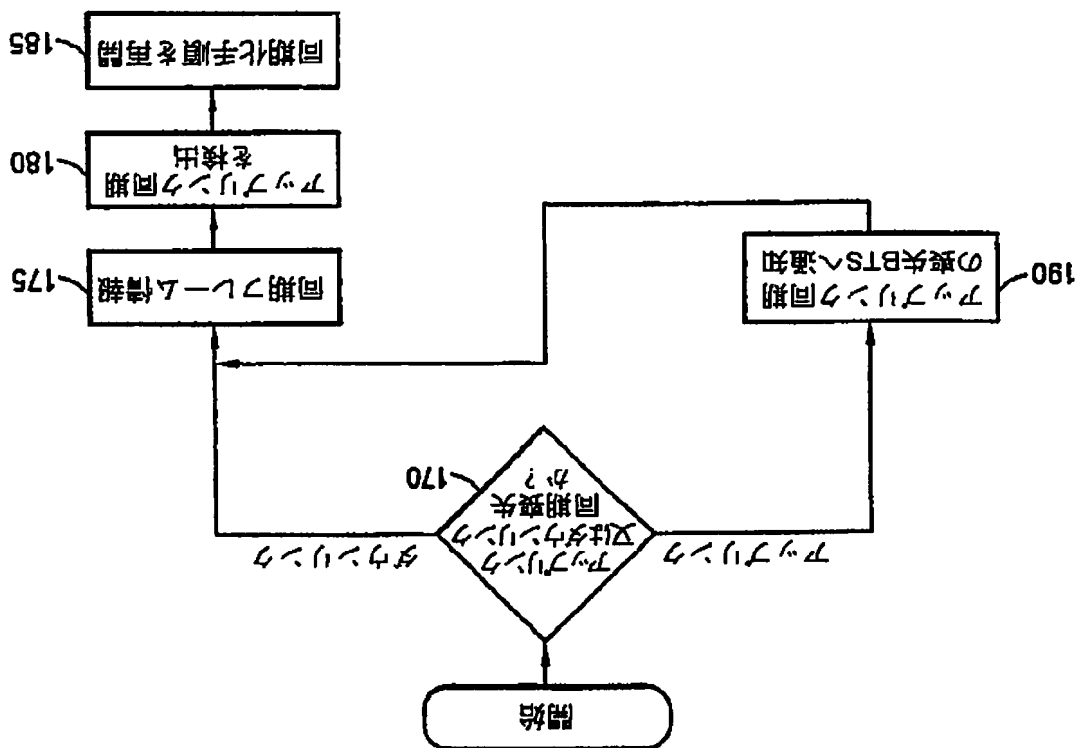 開始
アップリンク
又はダウンリンク
同期喪失
か?
170
アップリンク
ダウンリンク
アップリンク同期
の喪失BTSへ通知
190
同期フレーム情報
175
アップリンク同期
を検出
180
同期化手順を再開
185